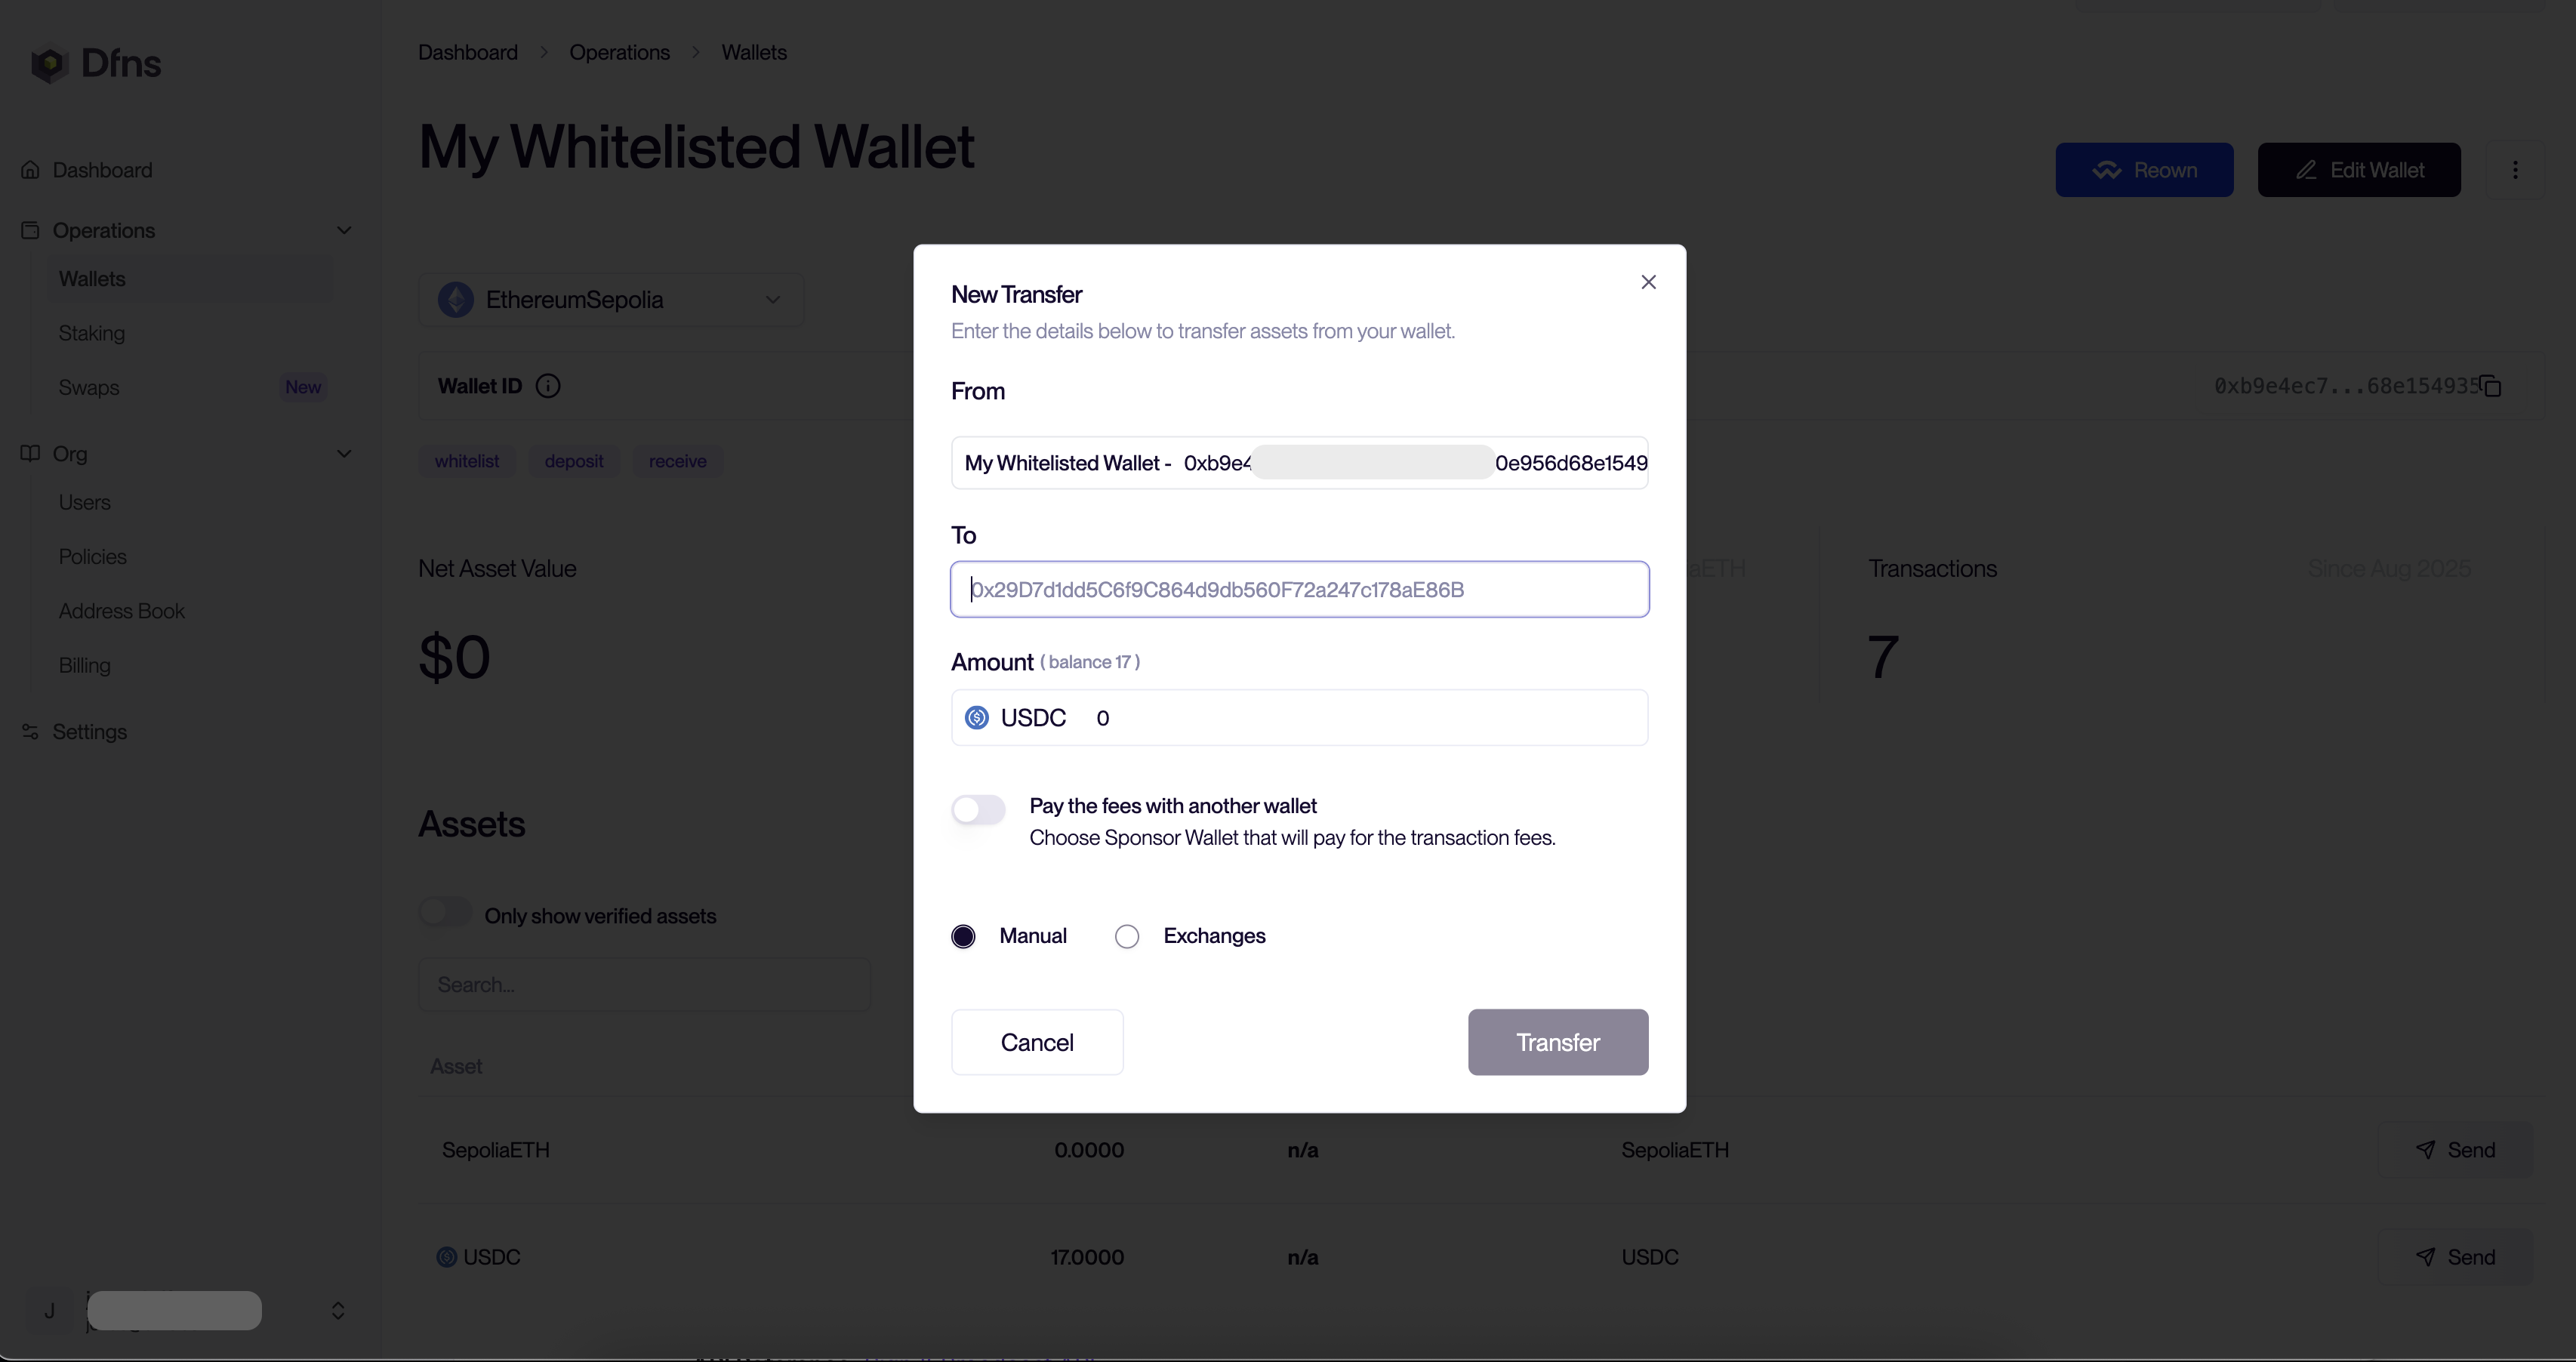 Dfns
Dashboard
Operations
Wallets
Staking
Swaps New
Org
Users
Policies
Address Book
Billing
Settings
J
Dashboard > Operations > Wallets
My Whitelisted Wallet
Reown
Edit Wallet
EthereumSepolia
Wallet ID
0xb9e4ec7...68e154935
whitelist deposit receive
Net Asset Value
$0
aETH
Transactions
Since Aug 2025
7
Assets
Only show verified assets
Search...
Asset
SepoliaETH 0.0000 n/a SepoliaETH Send
USDC 17.0000 n/a USDC Send
New Transfer
Enter the details below to transfer assets from your wallet.
From
My Whitelisted Wallet - 0xb9e4 0e956d68e1549
To
0x29D7d1dd5C6f9C864d9db560F72a247c178aE86B
Amount ( balance 17 )
USDC 0
Pay the fees with another wallet
Choose Sponsor Wallet that will pay for the transaction fees.
Manual Exchanges
Cancel
Transfer